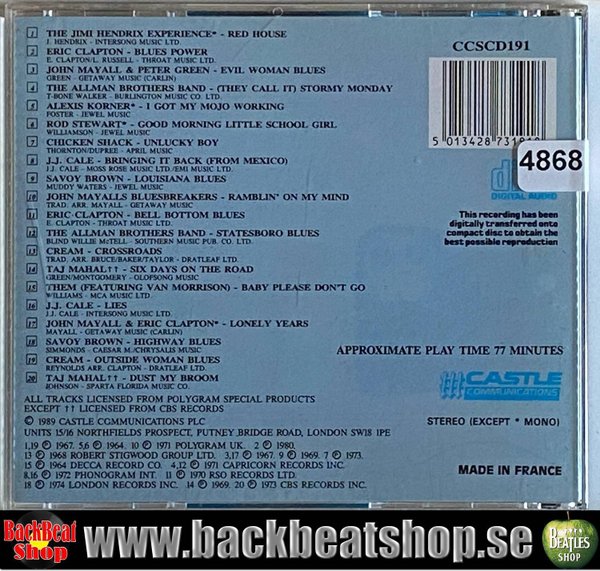 1 THE JIMI HENDRIX EXPERIENCE* - RED HOUSE
J. HENDRIX - INTERSONG MUSIC LTD.
2 ERIC CLAPTON - BLUES POWER
E. CLAPTON/L. RUSSELL - THROAT MUSIC LTD.
3 JOHN MAYALL & PETER GREEN - EVIL WOMAN BLUES
GREEN - GETAWAY MUSIC (CARLIN)
4 THE ALLMAN BROTHERS BAND - (THEY CALL IT) STORMY MONDAY
T-BONE WALKER - BURLINGTON MUSIC CO. LTD.
5 ALEXIS KORNER* - I GOT MY MOJO WORKING
FOSTER - JEWEL MUSIC
6 ROD STEWART* - GOOD MORNING LITTLE SCHOOL GIRL
WILLIAMSON - JEWEL MUSIC
7 CHICKEN SHACK - UNLUCKY BOY
THORNTON/DUPREE - APRIL MUSIC
8 J.J. CALE - BRINGING IT BACK (FROM MEXICO)
J.J. CALE - MOSS ROSE MUSIC LTD./EMI MUSIC LTD.
9 SAVOY BROWN - LOUISIANA BLUES
MUDDY WATERS - JEWEL MUSIC
10 JOHN MAYALLS BLUESBREAKERS - RAMBLIN' ON MY MIND
TRAD. ARR. MAYALL - GETAWAY MUSIC (CARLIN)
11 ERIC CLAPTON - BELL BOTTOM BLUES
E. CLAPTON - THROAT MUSIC LTD.
12 THE ALLMAN BROTHERS BAND - STATESBORO BLUES
BLIND WILLIE McTELL - SOUTHERN MUSIC PUB. CO. LTD.
13 CREAM - CROSSROADS
TRAD. ARR. BRUCE/BAKER/TAYLOR - DRATLEAF LTD.
14 TAJ MAHAL†† - SIX DAYS ON THE ROAD
GREEN/MONTGOMERY - OLOFSONG MUSIC
15 THEM (FEATURING VAN MORRISON) - BABY PLEASE DON'T GO
WILLIAMS - MCA MUSIC LTD.
16 J.J. CALE - LIES
J.J. CALE - INTERSONG MUSIC LTD.
17 JOHN MAYALL & ERIC CLAPTON* - LONELY YEARS
MAYALL - GETAWAY MUSIC (CARLIN)
18 SAVOY BROWN - HIGHWAY BLUES
SIMMONDS - CAESAR M./CHRYSALIS MUSIC
19 CREAM - OUTSIDE WOMAN BLUES
REYNOLDS ARR. CLAPTON - DRATLEAF LTD.
20 TAJ MAHAL†† - DUST MY BROOM
JOHNSON - SPARTA FLORIDA MUSIC CO.
ALL TRACKS LICENSED FROM POLYGRAM SPECIAL PRODUCTS
EXCEPT †† LICENSED FROM CBS RECORDS
© 1989 CASTLE COMMUNICATIONS PLC
UNITS 15/16 NORTHFIELDS PROSPECT, PUTNEY BRIDGE ROAD, LONDON SW18 1PE
1,19 ℗ 1967. 5,6 ℗ 1964. 10 ℗ 1971 POLYGRAM UK. 2 ℗ 1980.
13 ℗ 1968 ROBERT STIGWOOD GROUP LTD. 3,17 ℗ 1967. 9 ℗ 1969. 7 ℗ 1973.
15 ℗ 1964 DECCA RECORD CO. 4,12 ℗ 1971 CAPRICORN RECORDS INC.
8,16 ℗ 1972 PHONOGRAM INT. 11 ℗ 1970 RSO RECORDS LTD.
18 ℗ 1974 LONDON RECORDS INC. 14 ℗ 1969. 20 ℗ 1973 CBS RECORDS INC.
CCSCD191
5 013428 731918
4868
DIGITAL AUDIO
This recording has been
digitally transferred onto
compact disc to obtain the
best possible reproduction
APPROXIMATE PLAY TIME 77 MINUTES
CASTLE
COMMUNICATIONS
STEREO (EXCEPT * MONO)
MADE IN FRANCE
BackBeat
Shop
www.backbeatshop.se
BEATLES
SHOP